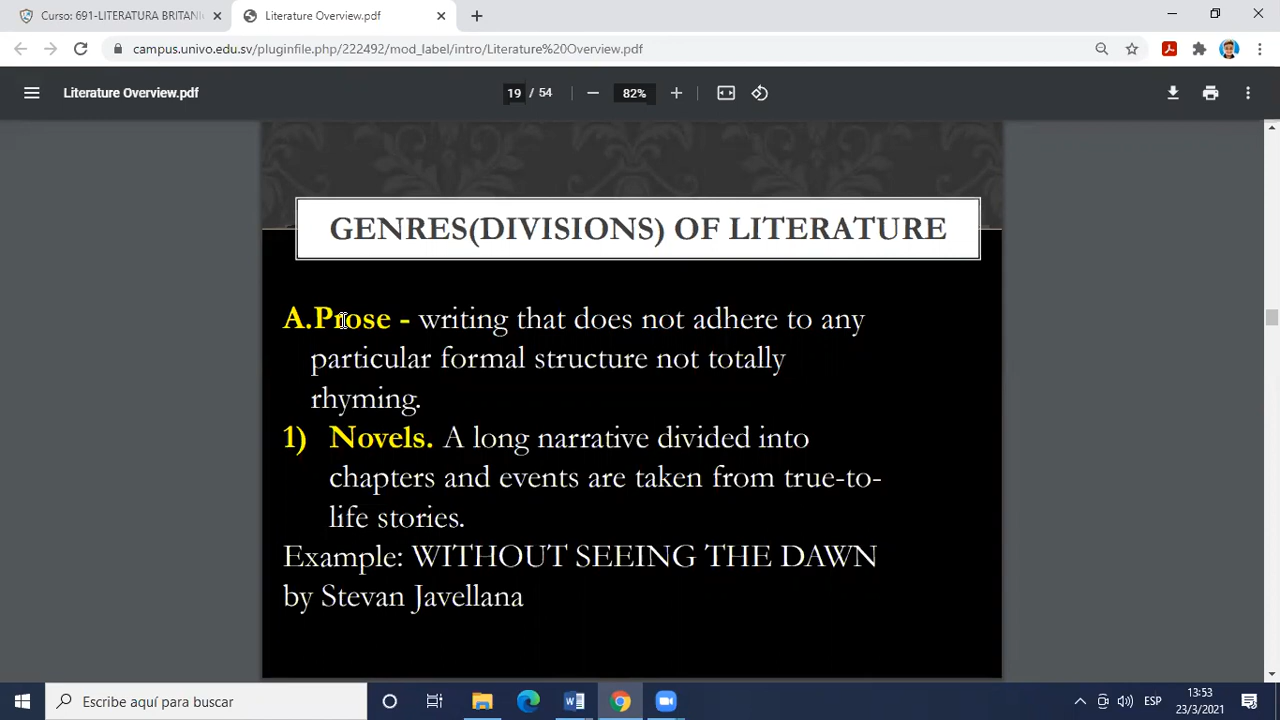 Curso: 691-LITERATURA BRITANI
Literature Overview.pdf
campus.univo.edu.sv/pluginfile.php/222492/mod_label/intro/Literature%20Overview.pdf
Literature Overview.pdf
19 / 54
82%
GENRES(DIVISIONS) OF LITERATURE
A.Prose - writing that does not adhere to any
particular formal structure not totally
rhyming.
1) Novels. A long narrative divided into
chapters and events are taken from true-to-
life stories.
Example: WITHOUT SEEING THE DAWN
by Stevan Javellana
Escribe aquí para buscar
ESP
13:53
23/3/2021